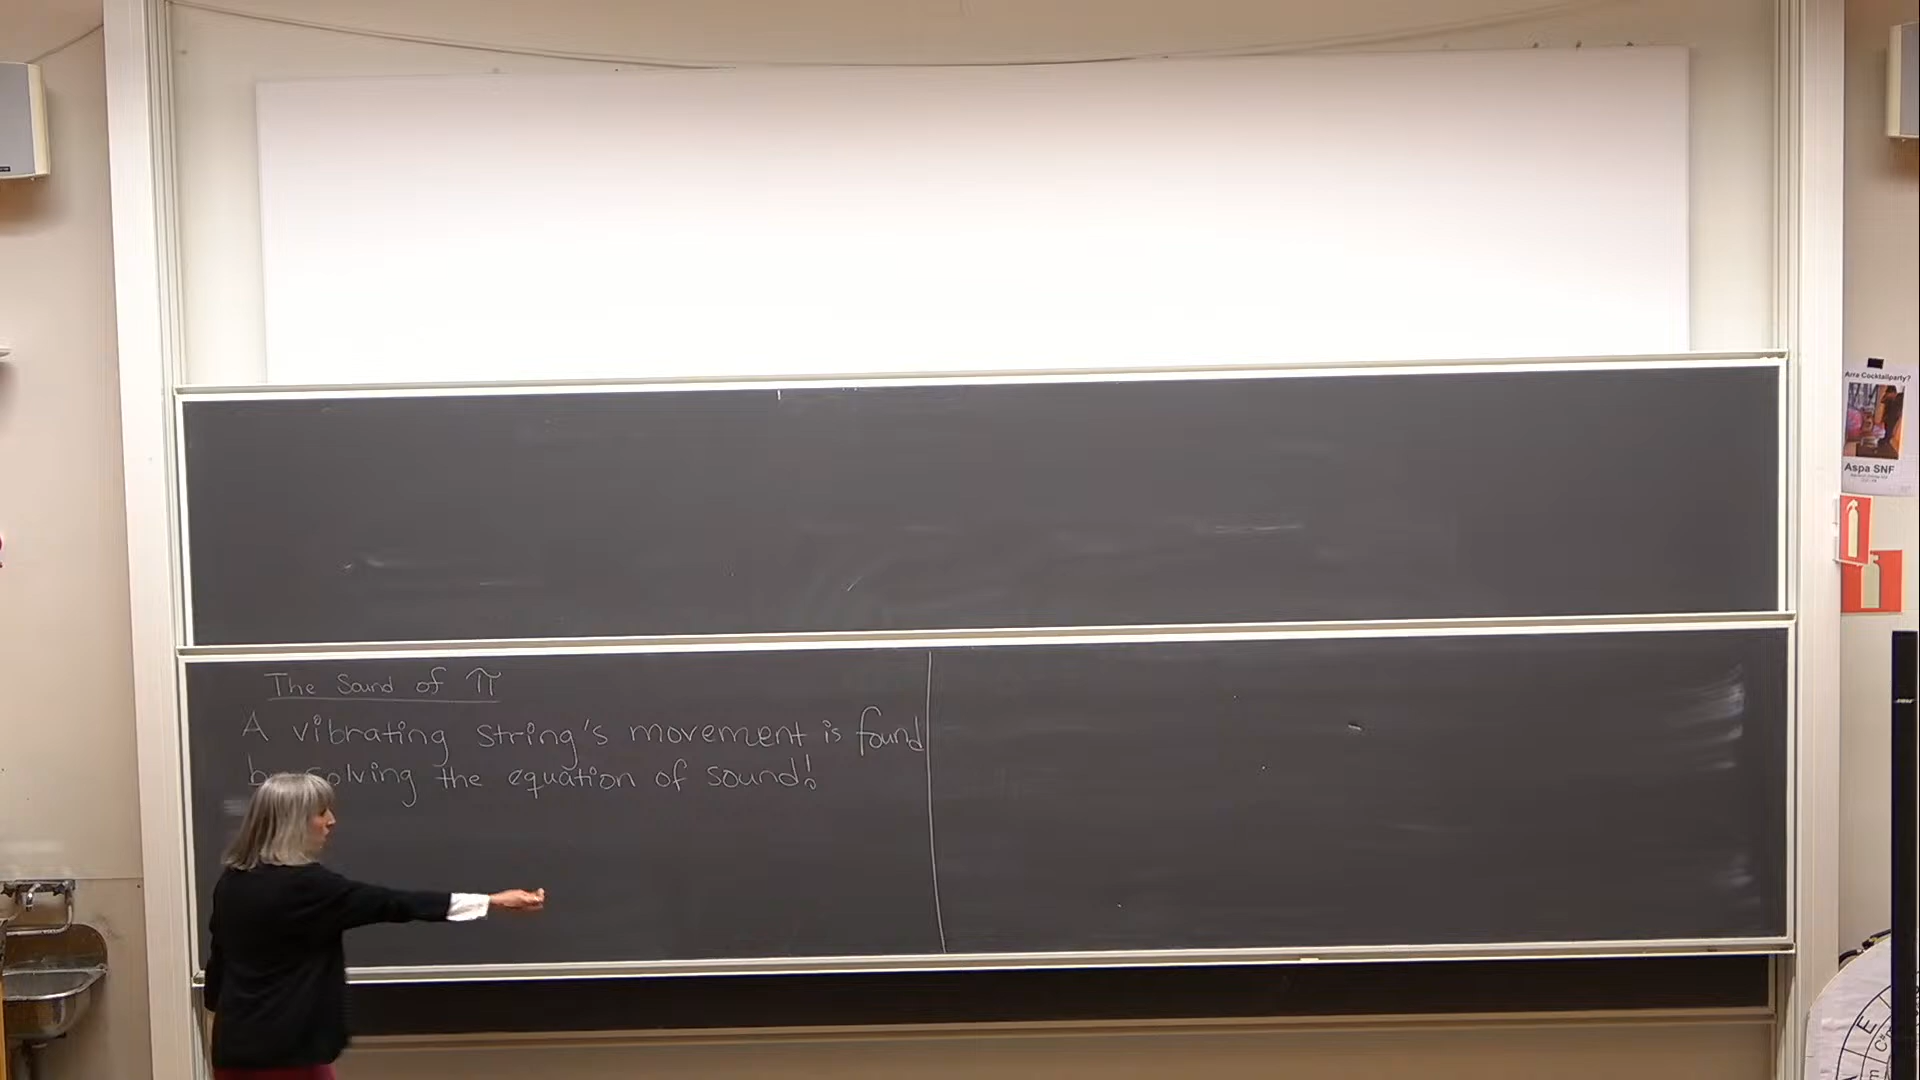 The Sound of π
A vibrating string's movement is found
solving the equation of sound!
Arra Cocktailparty?
Aspa SNF
E
C